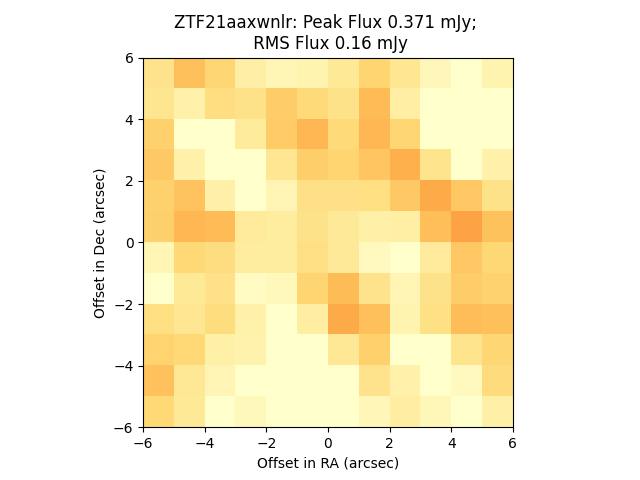 ZTF21aaxwnlr: Peak Flux 0.371 mJy;
RMS Flux 0.16 mJy
6
4
2
0
−2
−4
−6
Offset in Dec (arcsec)
−6 −4 −2 0 2 4 6
Offset in RA (arcsec)